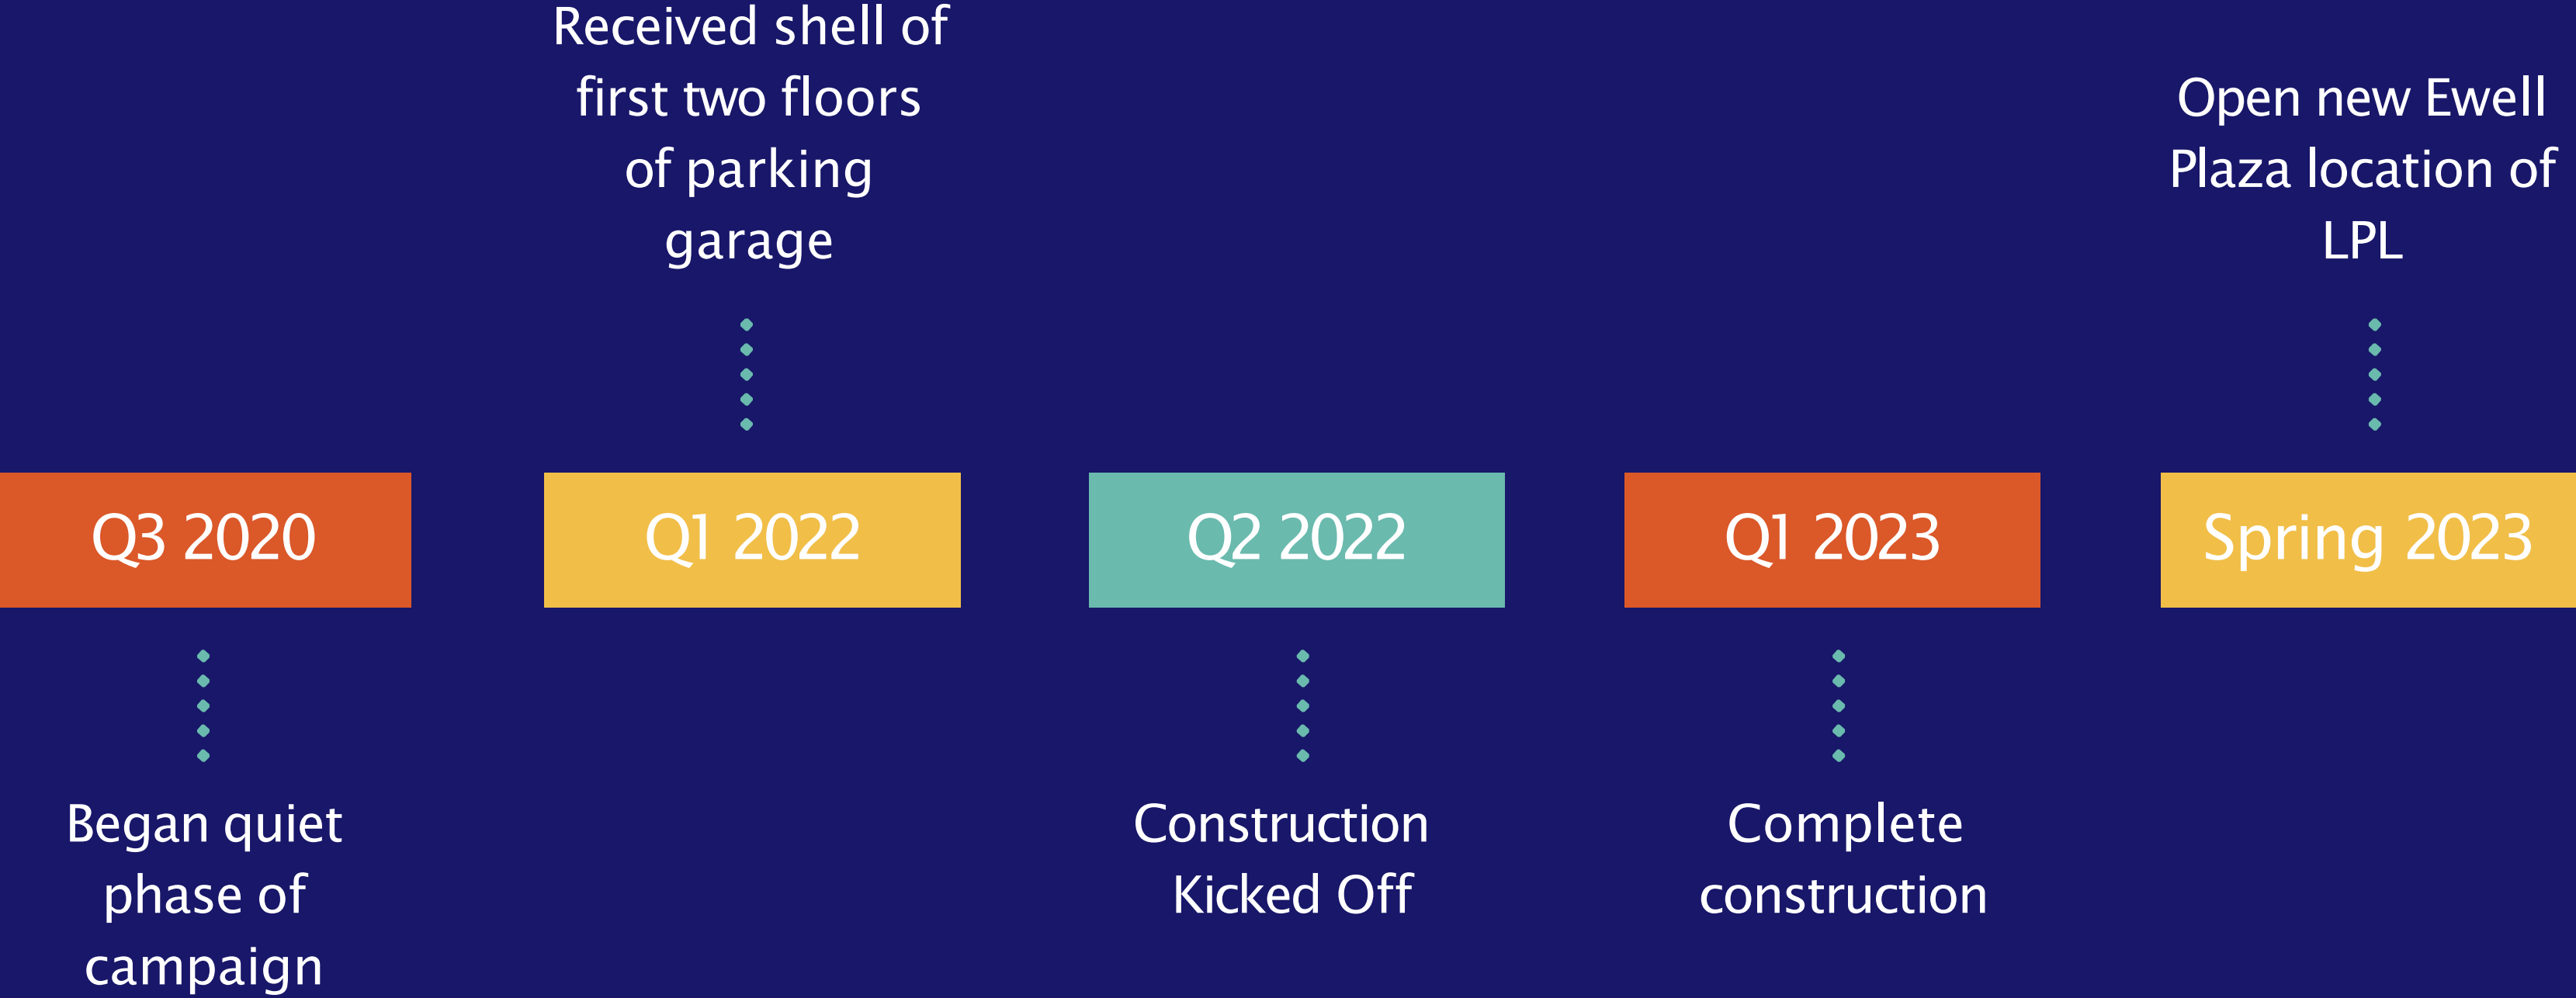 Received shell of
first two floors
of parking
garage
Open new Ewell
Plaza location of
LPL
Q3 2020
Q1 2022
Q2 2022
Q1 2023
Spring 2023
Began quiet
phase of
campaign
Construction
Kicked Off
Complete
construction